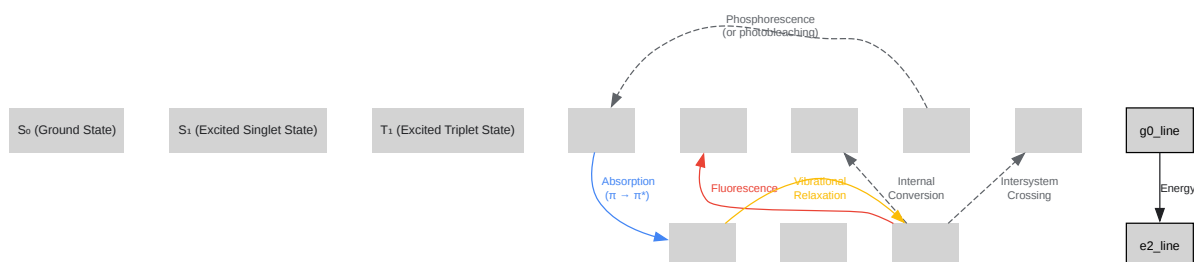 Phosphorescence
(or photobleaching)
S₀ (Ground State)
S₁ (Excited Singlet State)
T₁ (Excited Triplet State)
g0_line
Absorption
(π → π*)
Fluorescence
Vibrational
Relaxation
Internal
Conversion
Intersystem
Crossing
Energy
e2_line